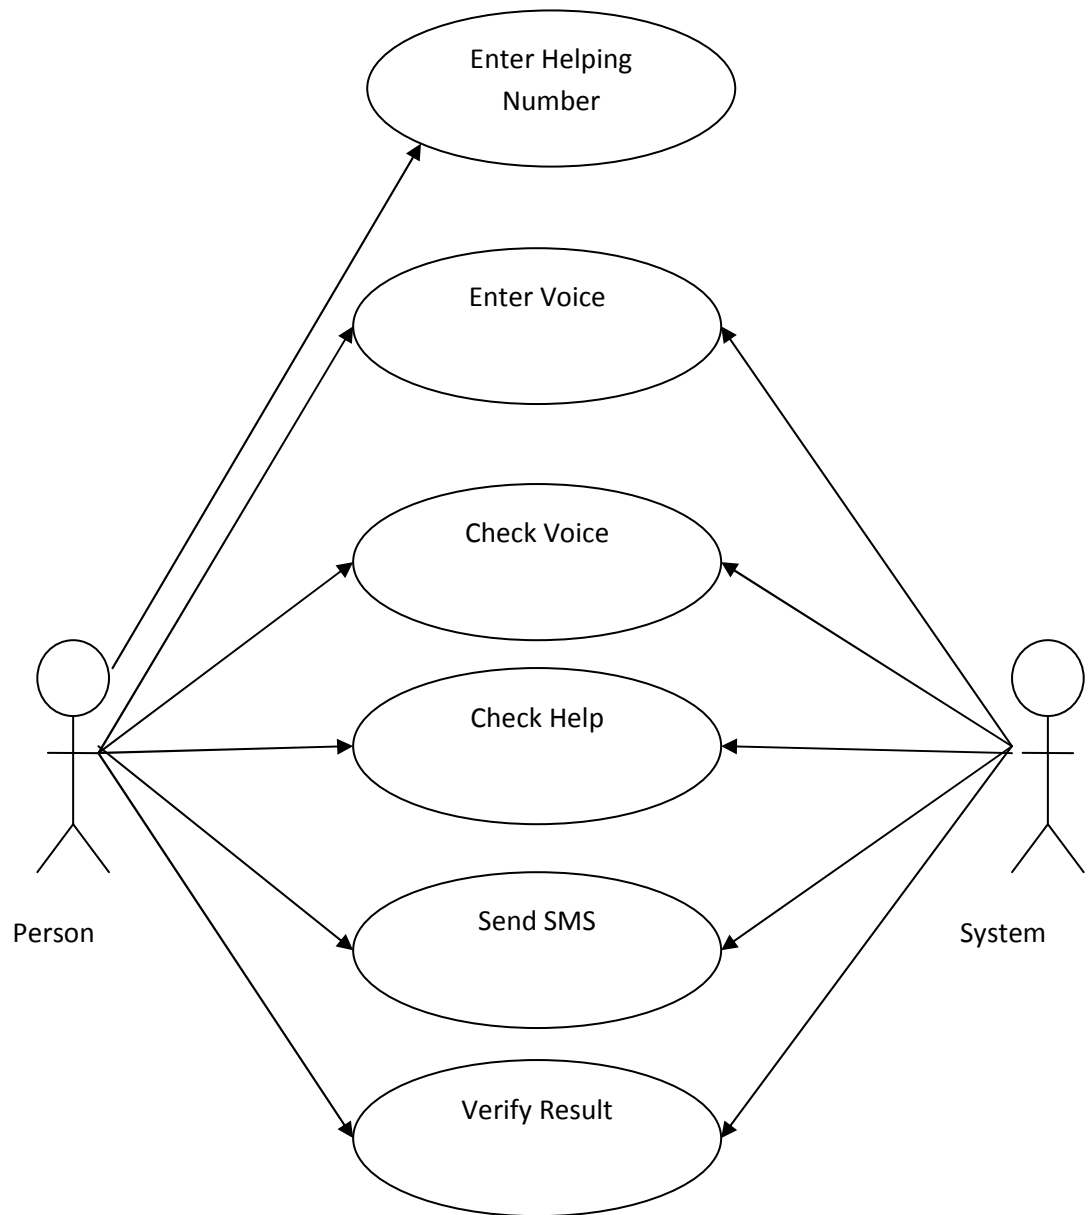 Enter Helping
Number
Enter Voice
Check Voice
Check Help
Send SMS
Person
System
Verify Result